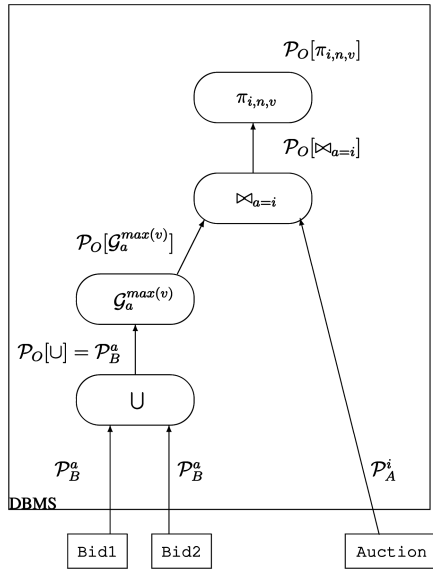 𝒫_O[π_{i,n,v}]
π_{i,n,v}
𝒫_O[⋈_{a=i}]
⋈_{a=i}
𝒫_O[𝒢_a^{max(v)}]
𝒢_a^{max(v)}
𝒫_O[∪] = 𝒫_B^a
∪
𝒫_B^a
𝒫_B^a
𝒫_A^i
DBMS
Bid1
Bid2
Auction